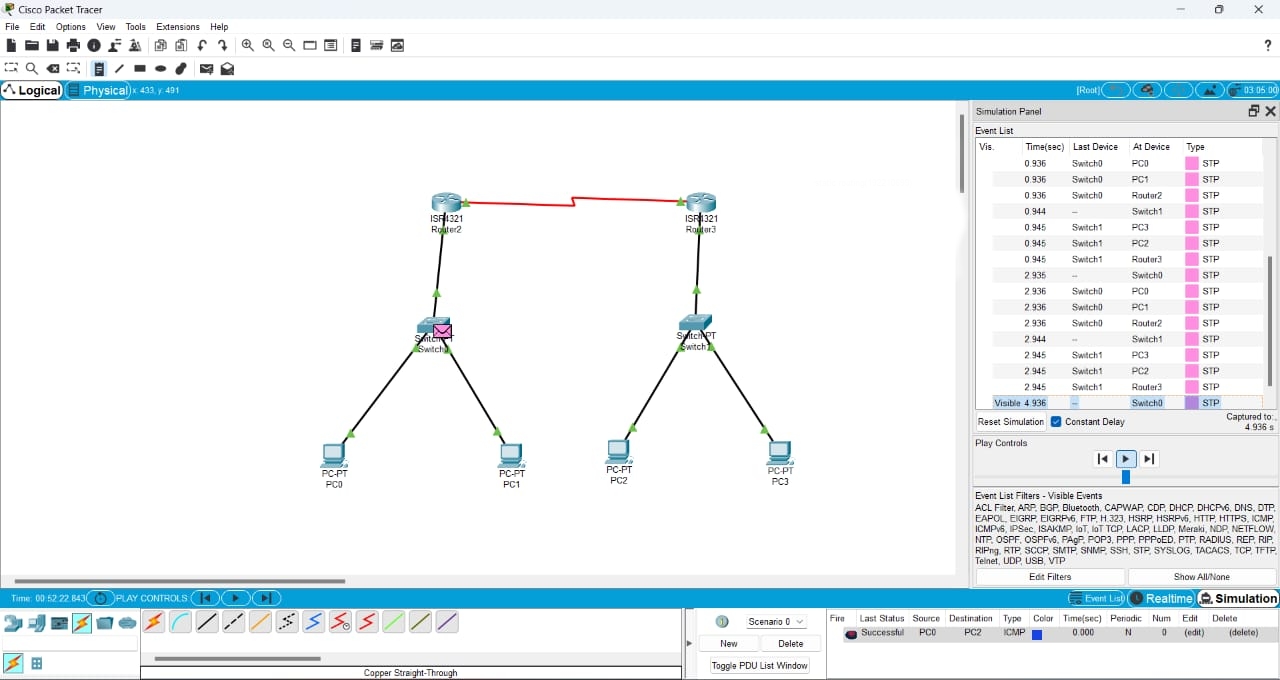 Cisco Packet Tracer
File Edit Options View Tools Extensions Help
?
Logical Physical x: 433, y: 491 [Root] 03:05:00
Simulation Panel
Event List
Vis. Time(sec) Last Device At Device Type
0.936 Switch0 PC0 STP
0.936 Switch0 PC1 STP
0.936 Switch0 Router2 STP
0.944 -- Switch1 STP
0.945 Switch1 PC3 STP
0.945 Switch1 PC2 STP
0.945 Switch1 Router3 STP
2.935 -- Switch0 STP
2.936 Switch0 PC0 STP
2.936 Switch0 PC1 STP
2.936 Switch0 Router2 STP
2.944 -- Switch1 STP
2.945 Switch1 PC3 STP
2.945 Switch1 PC2 STP
2.945 Switch1 Router3 STP
Visible 4.936 -- Switch0 STP
Reset Simulation Constant Delay Captured to:
4.936 s
Play Controls
Event List Filters - Visible Events
ACL Filter, ARP, BGP, Bluetooth, CAPWAP, CDP, DHCP, DHCPv6, DNS, DTP,
EAPOL, EIGRP, EIGRPv6, FTP, H.323, HSRP, HSRPv6, HTTP, HTTPS, ICMP,
ICMPv6, IPSec, ISAKMP, IoT, IoT TCP, LACP, LLDP, Meraki, NDP, NETFLOW,
NTP, OSPF, OSPFv6, PAgP, POP3, PPP, PPPoED, PTP, RADIUS, REP, RIP,
RIPng, RTP, SCCP, SMTP, SNMP, SSH, STP, SYSLOG, TACACS, TCP, TFTP,
Telnet, UDP, USB, VTP
Edit Filters Show All/None
ISR4321
Router2
ISR4321
Router3
Switch0
Switch-PT
Switch1
PC-PT
PC0
PC-PT
PC1
PC-PT
PC2
PC-PT
PC3
Time: 00:52:22.843 PLAY CONTROLS Event List Realtime Simulation
Copper Straight-Through
Scenario 0
New Delete
Toggle PDU List Window
Fire Last Status Source Destination Type Color Time(sec) Periodic Num Edit Delete
Successful PC0 PC2 ICMP 0.000 N 0 (edit) (delete)